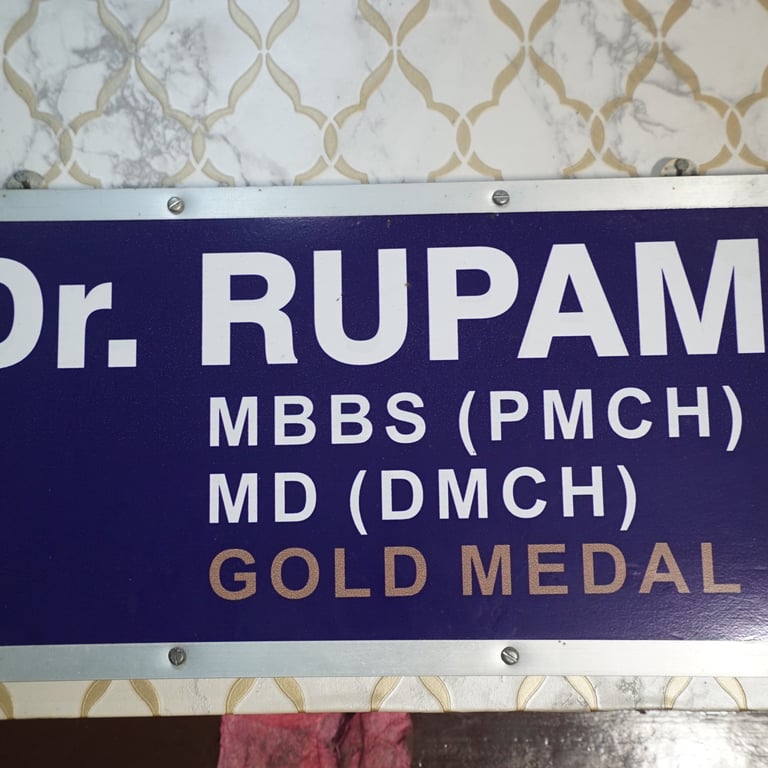 Dr. RUPAM
MBBS (PMCH)
MD (DMCH)
GOLD MEDAL